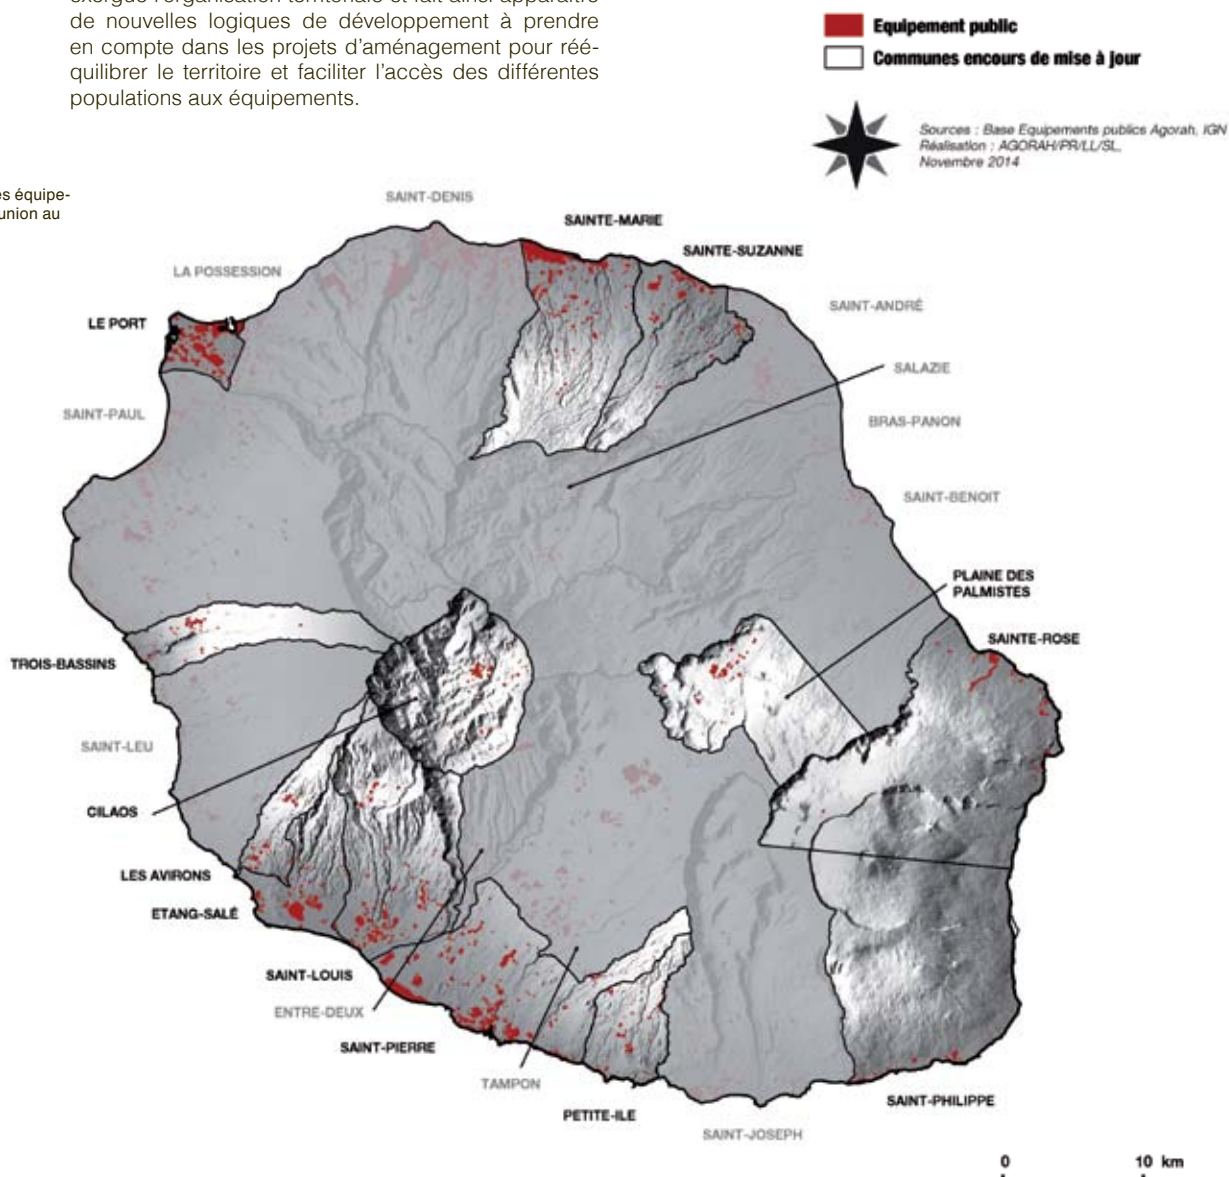 exergue l'organisation territoriale et fait ainsi apparaître
de nouvelles logiques de développement à prendre
en compte dans les projets d'aménagement pour réé-
quilibrer le territoire et faciliter l'accès des différentes
populations aux équipements.
Equipement public
Communes encours de mise à jour
Sources : Base Equipements publics Agorah, IGN
Réalisation : AGORAH/PR/LL/SL,
Novembre 2014
es équipe-
union au
SAINT-DENIS
SAINTE-MARIE
SAINTE-SUZANNE
LA POSSESSION
SAINT-ANDRÉ
LE PORT
SALAZIE
SAINT-PAUL
BRAS-PANON
SAINT-BENOIT
PLAINE DES
PALMISTES
SAINTE-ROSE
TROIS-BASSINS
SAINT-LEU
CILAOS
LES AVIRONS
ETANG-SALÉ
SAINT-LOUIS
ENTRE-DEUX
SAINT-PIERRE
TAMPON
PETITE-ILE
SAINT-PHILIPPE
SAINT-JOSEPH
0 10 km